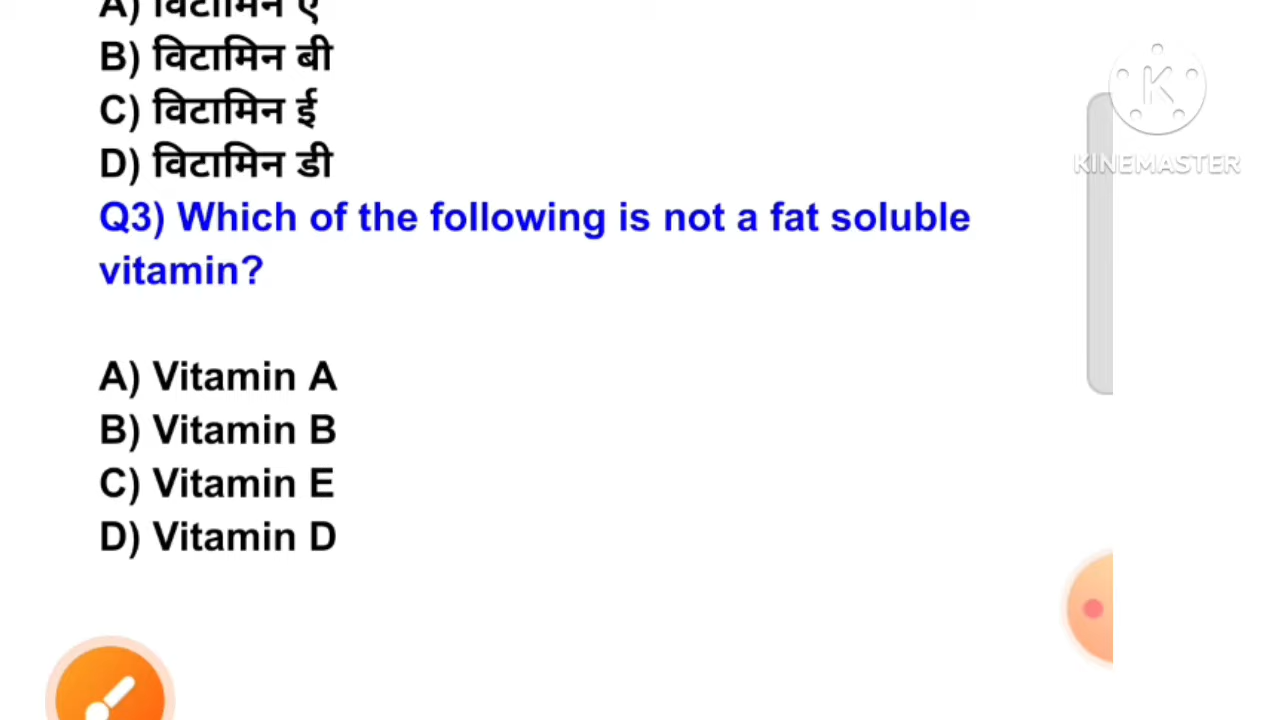 A) विटामिन ए
B) विटामिन बी
C) विटामिन ई
D) विटामिन डी
Q3) Which of the following is not a fat soluble
vitamin?
A) Vitamin A
B) Vitamin B
C) Vitamin E
D) Vitamin D
K
KINEMASTER